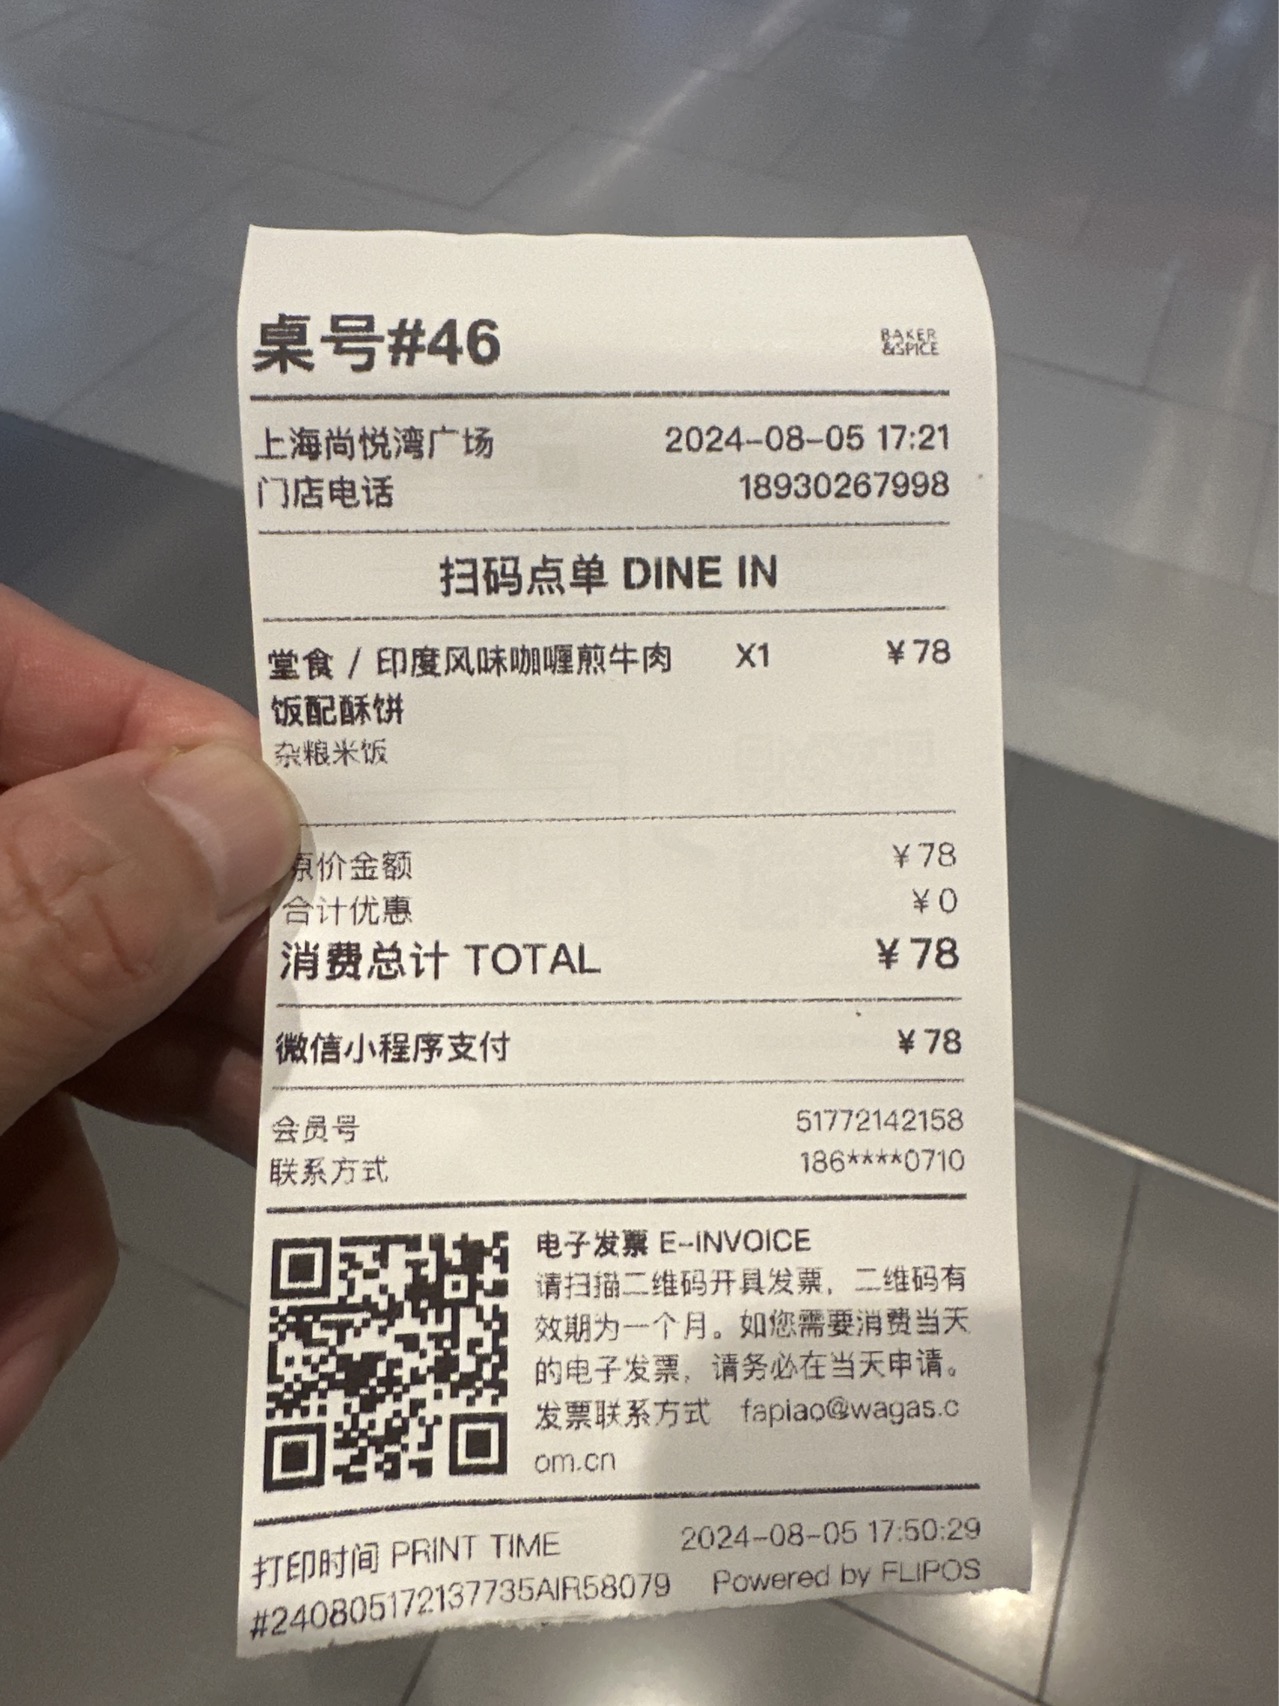 桌号#46
BAKER
&SPICE
上海尚悦湾广场 2024-08-05 17:21
门店电话 18930267998
扫码点单 DINE IN
堂食 / 印度风味咖喱煎牛肉 X1 ¥78
饭配酥饼
杂粮米饭
原价金额 ¥78
合计优惠 ¥0
消费总计 TOTAL ¥78
微信小程序支付 ¥78
会员号 51772142158
联系方式 186****0710
电子发票 E-INVOICE
请扫描二维码开具发票，二维码有
效期为一个月。如您需要消费当天
的电子发票，请务必在当天申请。
发票联系方式 fapiao@wagas.c
om.cn
打印时间 PRINT TIME 2024-08-05 17:50:29
#240805172137735AIR58079 Powered by FLIPOS